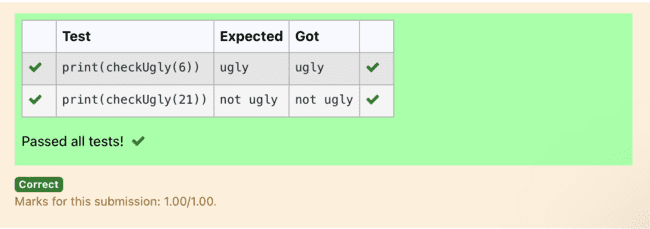 Test Expected Got
print(checkUgly(6)) ugly ugly
print(checkUgly(21)) not ugly not ugly
Passed all tests!
Correct
Marks for this submission: 1.00/1.00.